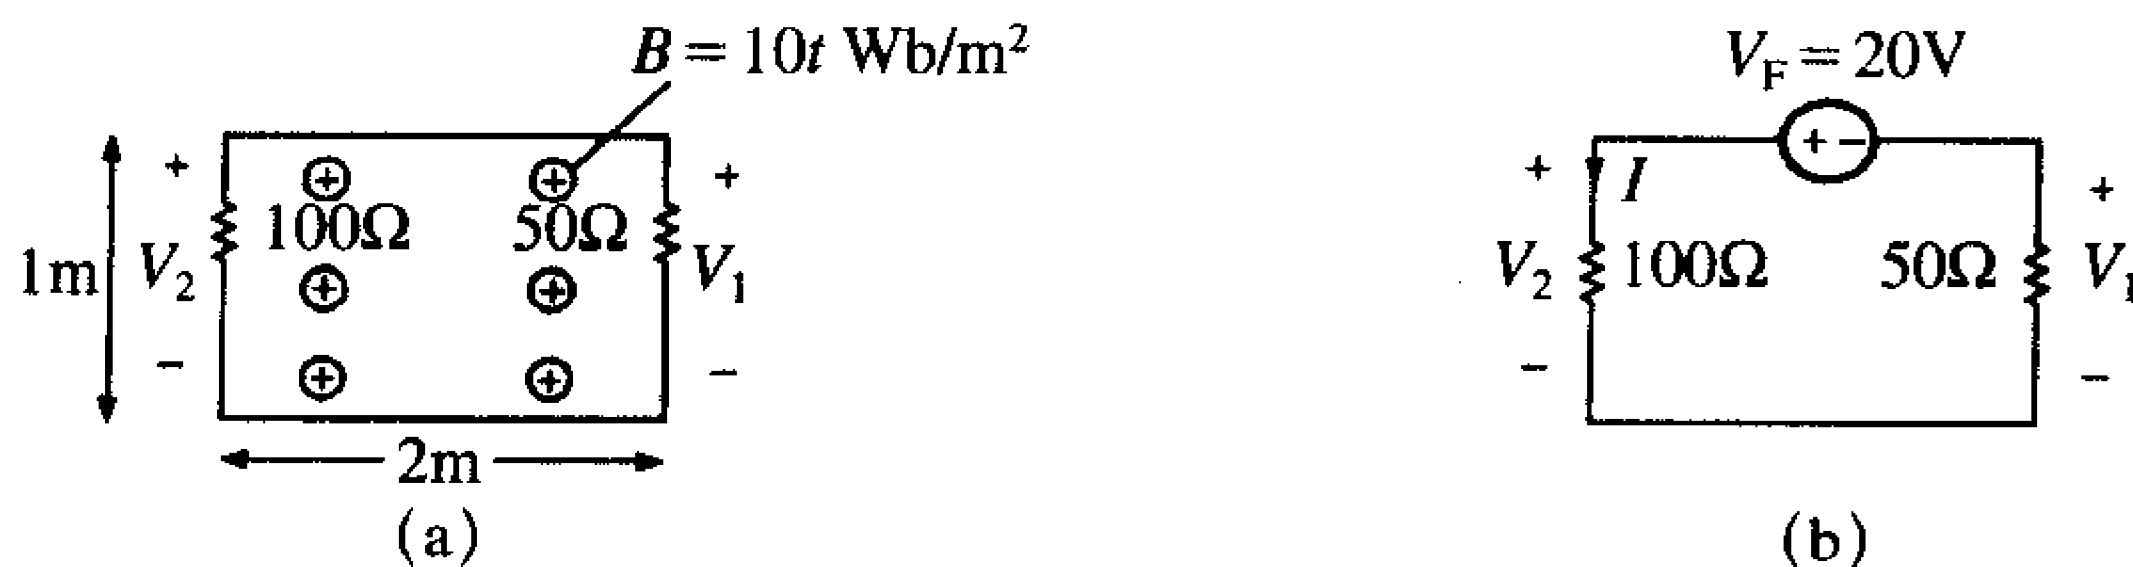 B = 10t Wb/m²
V_F = 20V
+ + + +
1m V₂ 100Ω 50Ω V₁
− −
2m
(a)
+ − + I +
V₂ 100Ω 50Ω V₁
− −
(b)